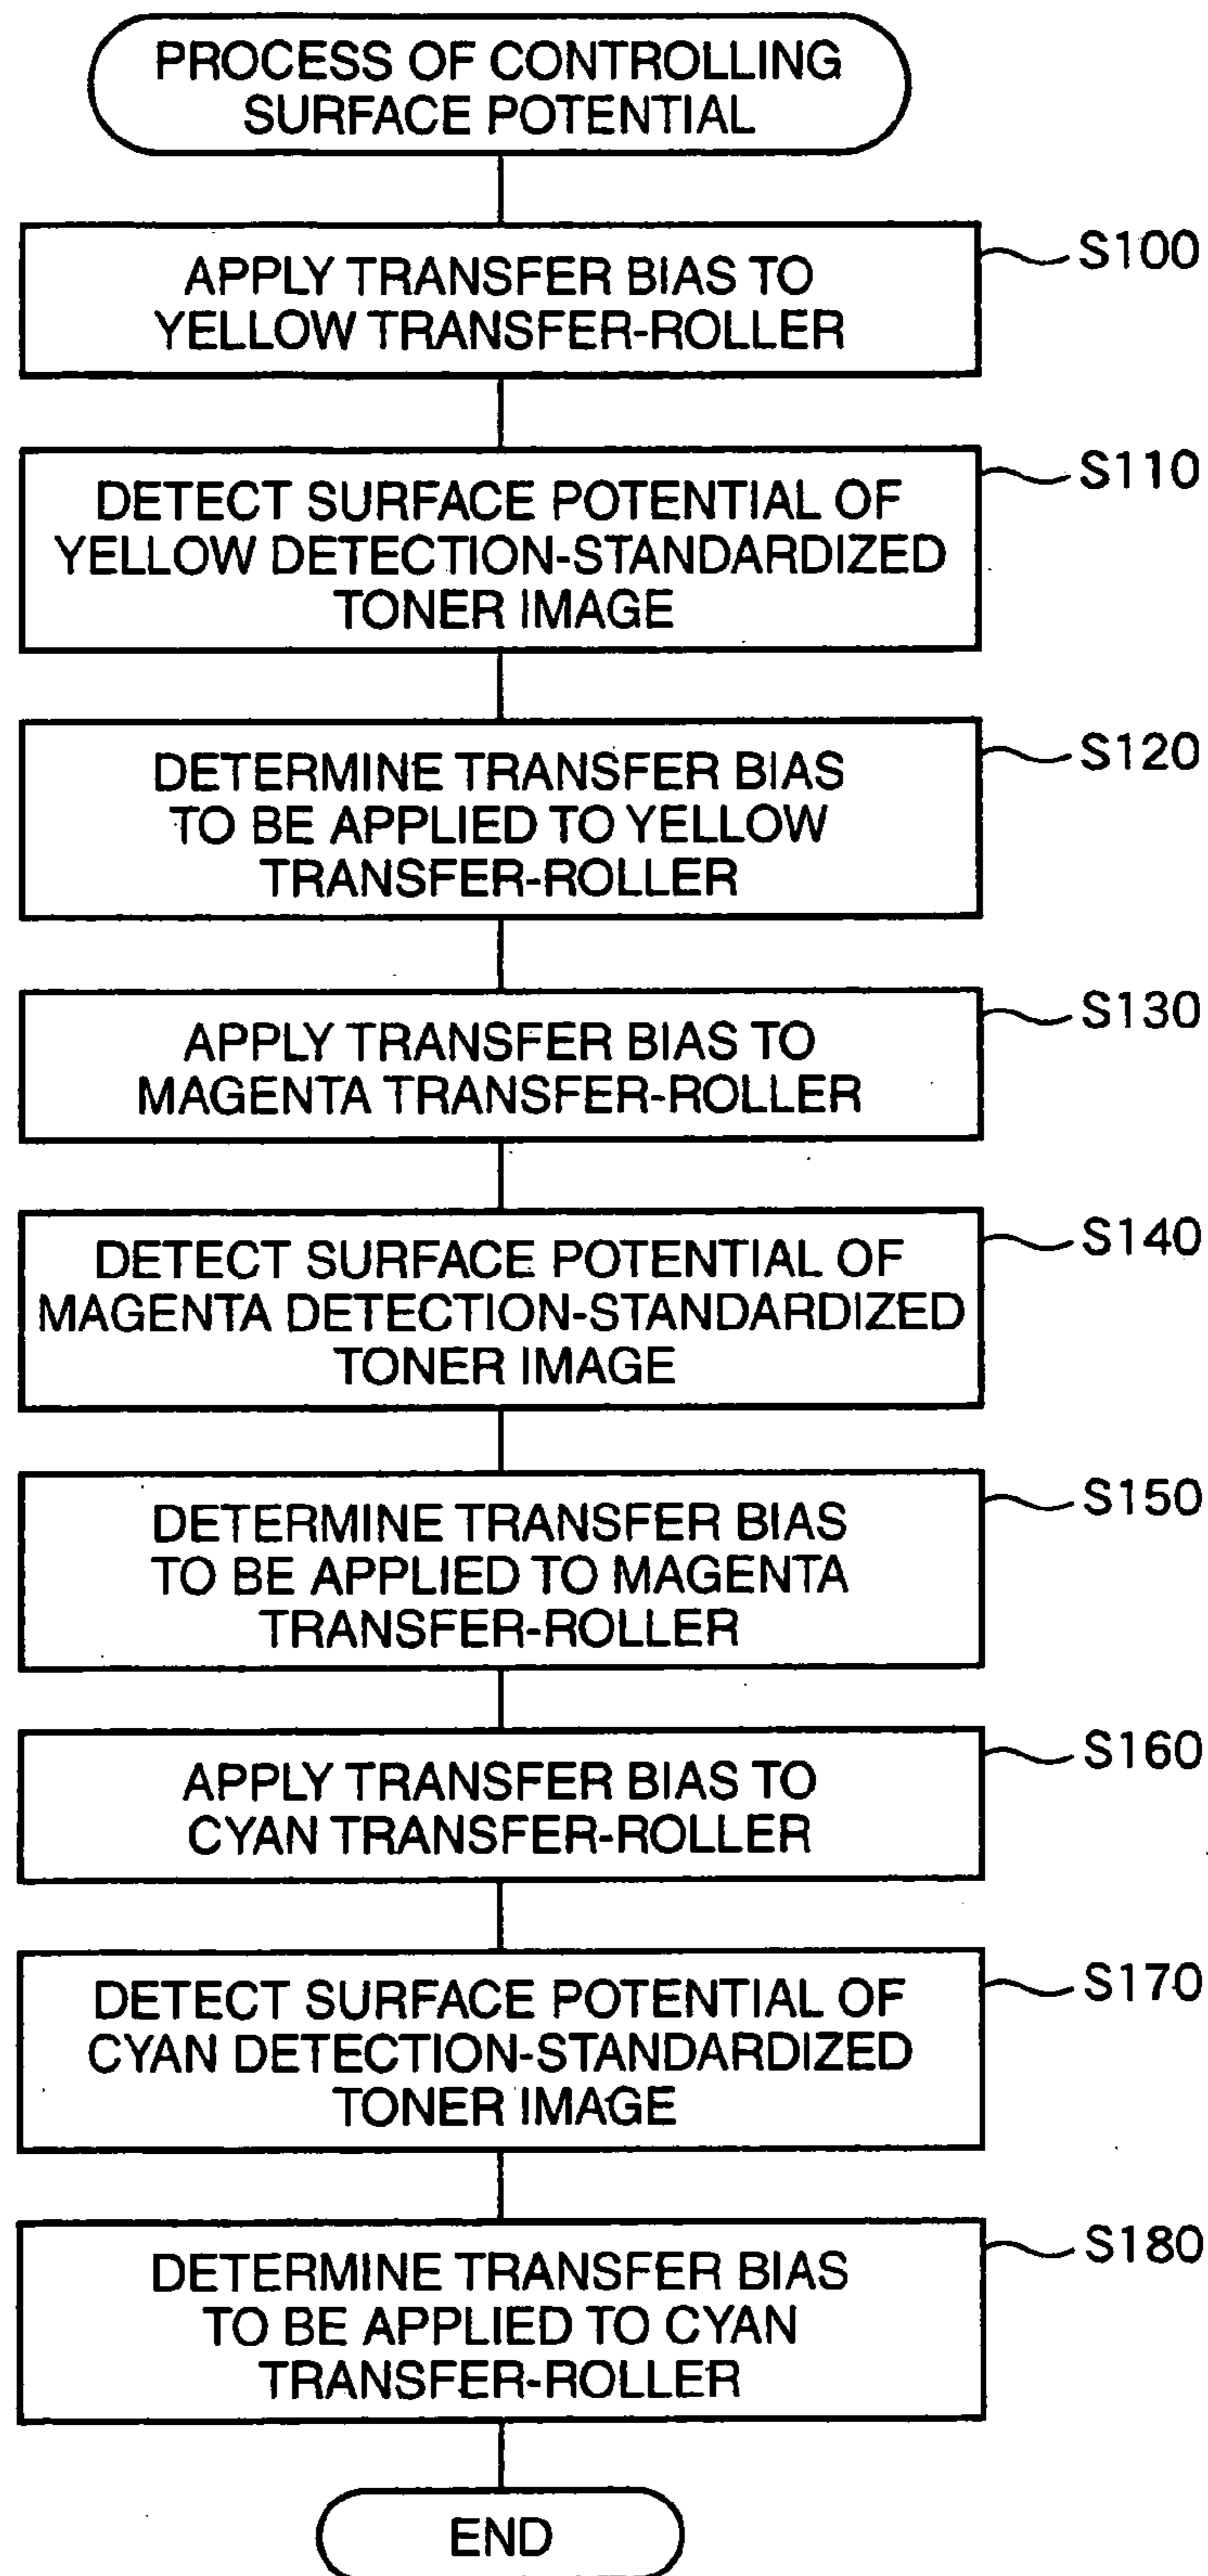 PROCESS OF CONTROLLING
SURFACE POTENTIAL
APPLY TRANSFER BIAS TO
YELLOW TRANSFER-ROLLER
S100
DETECT SURFACE POTENTIAL OF
YELLOW DETECTION-STANDARDIZED
TONER IMAGE
S110
DETERMINE TRANSFER BIAS
TO BE APPLIED TO YELLOW
TRANSFER-ROLLER
S120
APPLY TRANSFER BIAS TO
MAGENTA TRANSFER-ROLLER
S130
DETECT SURFACE POTENTIAL OF
MAGENTA DETECTION-STANDARDIZED
TONER IMAGE
S140
DETERMINE TRANSFER BIAS
TO BE APPLIED TO MAGENTA
TRANSFER-ROLLER
S150
APPLY TRANSFER BIAS TO
CYAN TRANSFER-ROLLER
S160
DETECT SURFACE POTENTIAL OF
CYAN DETECTION-STANDARDIZED
TONER IMAGE
S170
DETERMINE TRANSFER BIAS
TO BE APPLIED TO CYAN
TRANSFER-ROLLER
S180
END